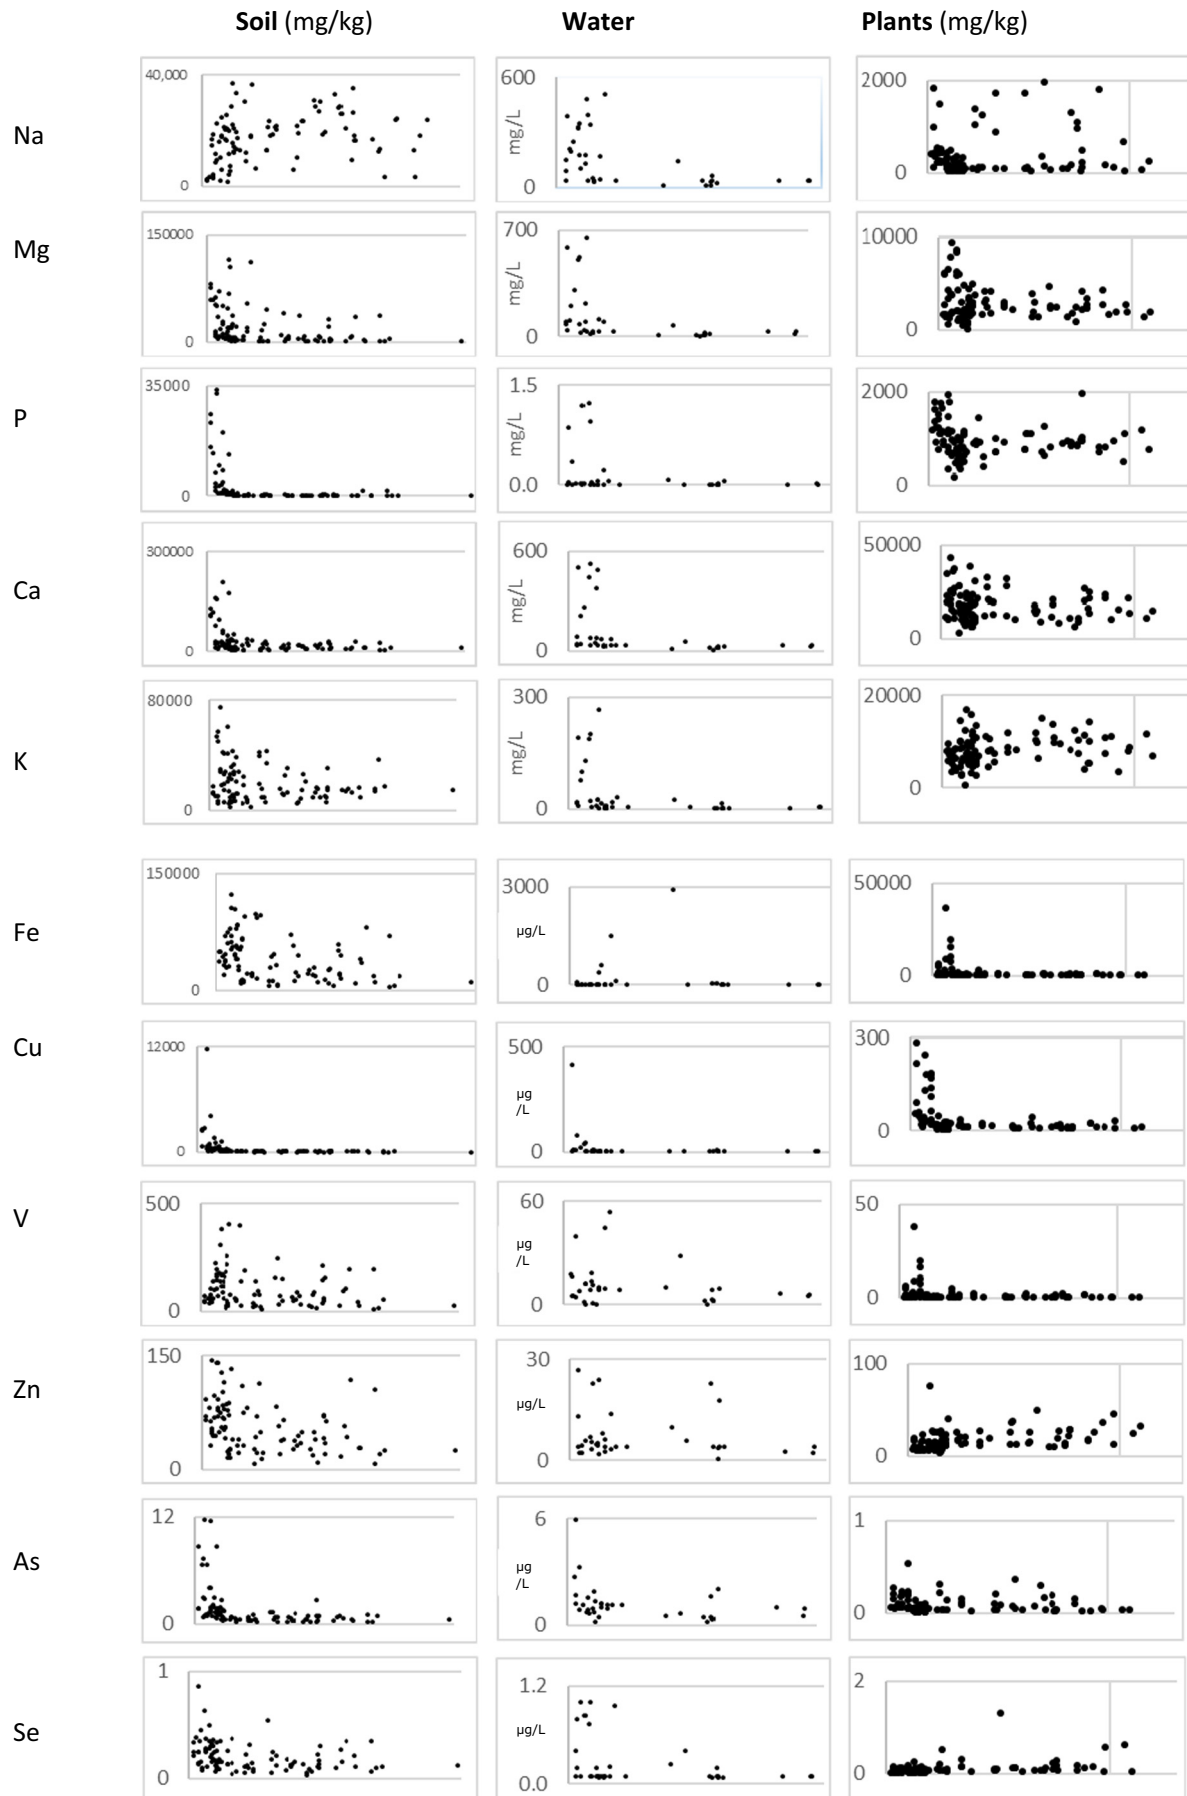 Soil (mg/kg) Water Plants (mg/kg)
Na
40,000
0
600
mg/L
0
2000
0
Mg
150000
0
700
mg/L
0
10000
0
P
35000
0
1.5
mg/L
0.0
2000
0
Ca
300000
0
600
mg/L
0
50000
0
K
80000
0
300
mg/L
0
20000
0
Fe
150000
0
3000
µg/L
0
50000
0
Cu
12000
0
500
µg
/L
0
300
0
V
500
0
60
µg
/L
0
50
0
Zn
150
0
30
µg/L
0
100
0
As
12
0
6
µg
/L
0
1
0
Se
1
0
1.2
µg/L
0.0
2
0